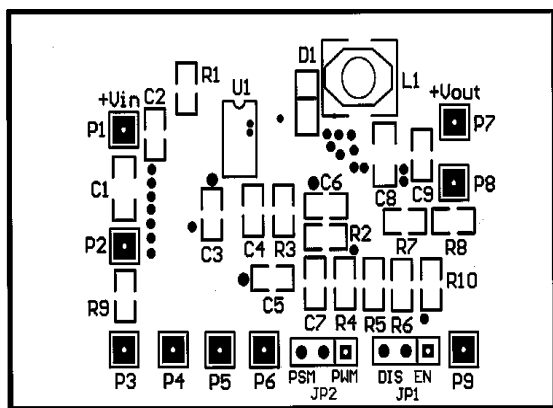 D1
R1
U1
L1
+Vin
C2
+Vout
P1
P7
C1
C6
C8
C9
P8
P2
C3
C4
R3
R2
R7
R8
R9
C5
C7
R4
R5
R6
R10
P3
P4
P5
P6
PSM
PWM
JP2
DIS
EN
JP1
P9